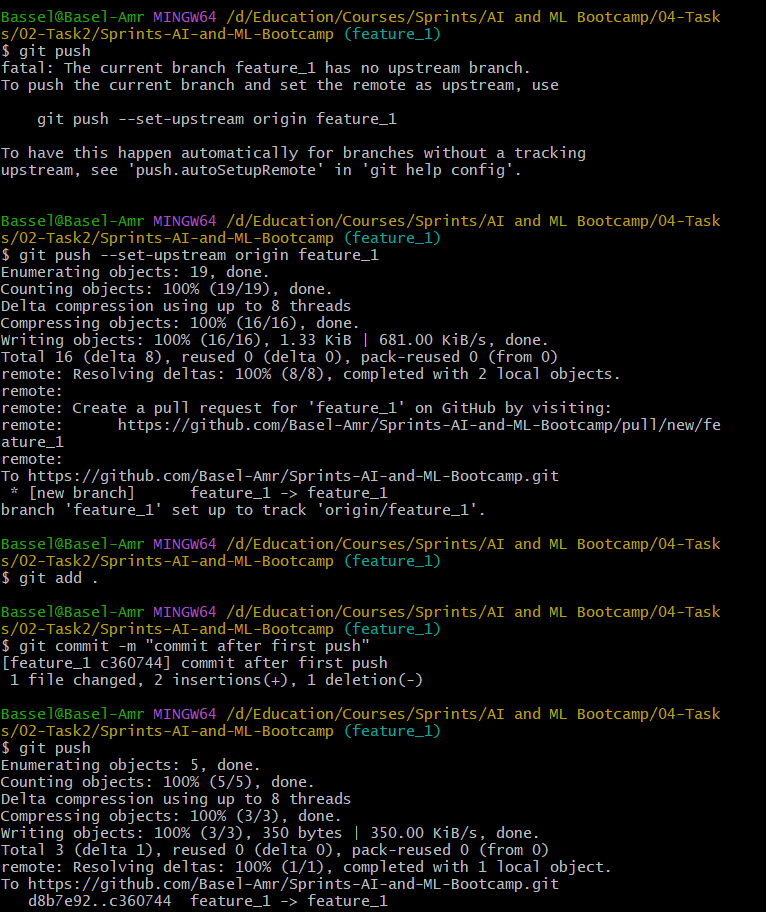 Bassel@Basel-Amr MINGW64 /d/Education/Courses/Sprints/AI and ML Bootcamp/04-Task
s/02-Task2/Sprints-AI-and-ML-Bootcamp (feature_1)
$ git push
fatal: The current branch feature_1 has no upstream branch.
To push the current branch and set the remote as upstream, use
    git push --set-upstream origin feature_1
To have this happen automatically for branches without a tracking
upstream, see 'push.autoSetupRemote' in 'git help config'.
Bassel@Basel-Amr MINGW64 /d/Education/Courses/Sprints/AI and ML Bootcamp/04-Task
s/02-Task2/Sprints-AI-and-ML-Bootcamp (feature_1)
$ git push --set-upstream origin feature_1
Enumerating objects: 19, done.
Counting objects: 100% (19/19), done.
Delta compression using up to 8 threads
Compressing objects: 100% (16/16), done.
Writing objects: 100% (16/16), 1.33 KiB | 681.00 KiB/s, done.
Total 16 (delta 8), reused 0 (delta 0), pack-reused 0 (from 0)
remote: Resolving deltas: 100% (8/8), completed with 2 local objects.
remote:
remote: Create a pull request for 'feature_1' on GitHub by visiting:
remote:      https://github.com/Basel-Amr/Sprints-AI-and-ML-Bootcamp/pull/new/fe
ature_1
remote:
To https://github.com/Basel-Amr/Sprints-AI-and-ML-Bootcamp.git
 * [new branch]      feature_1 -> feature_1
branch 'feature_1' set up to track 'origin/feature_1'.
Bassel@Basel-Amr MINGW64 /d/Education/Courses/Sprints/AI and ML Bootcamp/04-Task
s/02-Task2/Sprints-AI-and-ML-Bootcamp (feature_1)
$ git add .
Bassel@Basel-Amr MINGW64 /d/Education/Courses/Sprints/AI and ML Bootcamp/04-Task
s/02-Task2/Sprints-AI-and-ML-Bootcamp (feature_1)
$ git commit -m "commit after first push"
[feature_1 c360744] commit after first push
 1 file changed, 2 insertions(+), 1 deletion(-)
Bassel@Basel-Amr MINGW64 /d/Education/Courses/Sprints/AI and ML Bootcamp/04-Task
s/02-Task2/Sprints-AI-and-ML-Bootcamp (feature_1)
$ git push
Enumerating objects: 5, done.
Counting objects: 100% (5/5), done.
Delta compression using up to 8 threads
Compressing objects: 100% (3/3), done.
Writing objects: 100% (3/3), 350 bytes | 350.00 KiB/s, done.
Total 3 (delta 1), reused 0 (delta 0), pack-reused 0 (from 0)
remote: Resolving deltas: 100% (1/1), completed with 1 local object.
To https://github.com/Basel-Amr/Sprints-AI-and-ML-Bootcamp.git
   d8b7e92..c360744  feature_1 -> feature_1